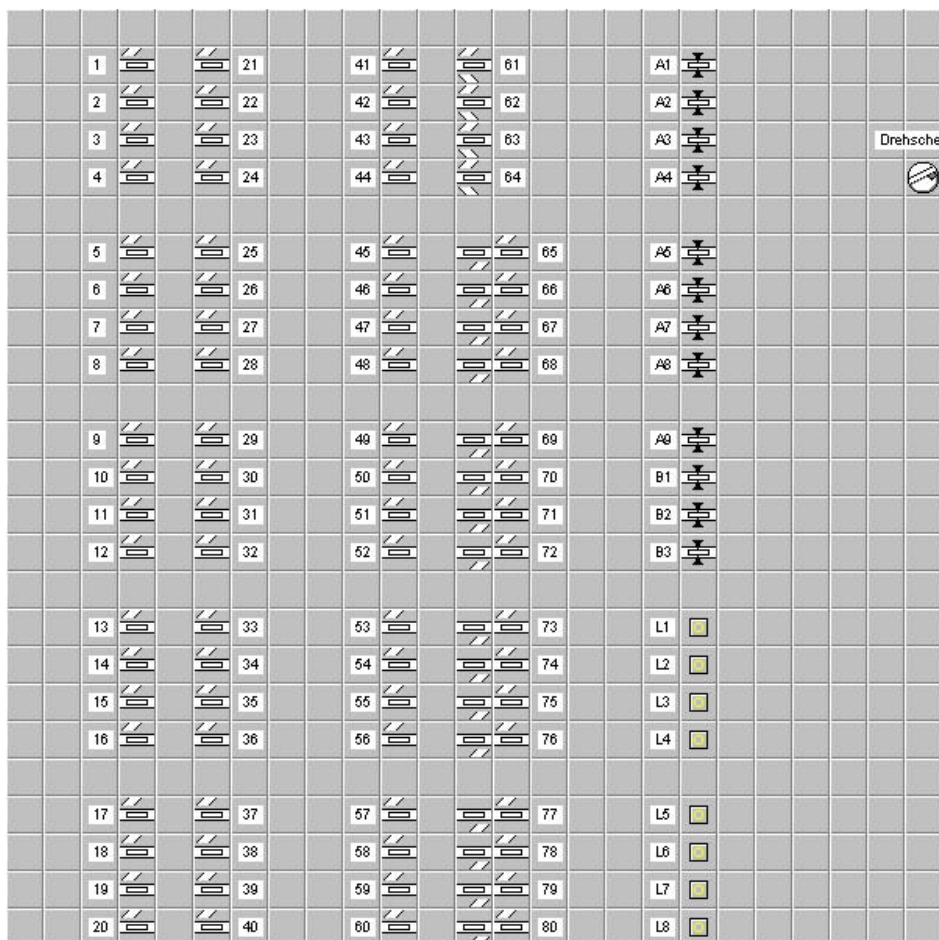 1 21 41 61 A1
2 22 42 62 A2
3 23 43 63 A3 Drehsche
4 24 44 64 A4
5 25 45 65 A5
6 26 46 66 A6
7 27 47 67 A7
8 28 48 68 A8
9 29 49 69 A9
10 30 50 70 B1
11 31 51 71 B2
12 32 52 72 B3
13 33 53 73 L1
14 34 54 74 L2
15 35 55 75 L3
16 36 56 76 L4
17 37 57 77 L5
18 38 58 78 L6
19 39 59 79 L7
20 40 60 80 L8